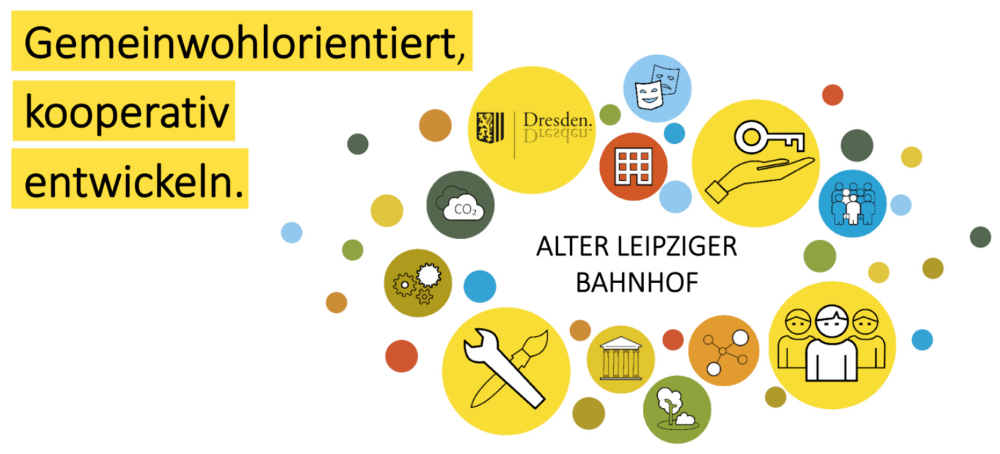 Gemeinwohlorientiert,
kooperativ
entwickeln.
Dresden.
Dresden.
CO₂
ALTER LEIPZIGER
BAHNHOF